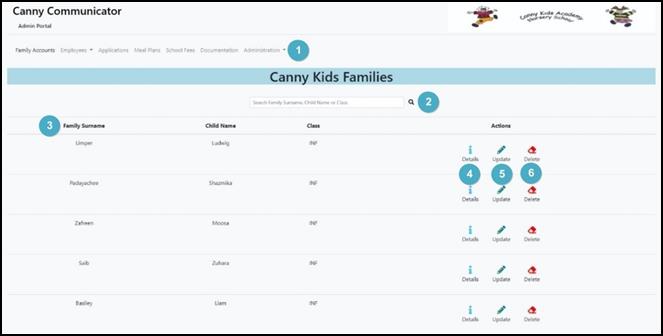 Canny Communicator
Admin Portal
Canny Kids Academy
Nursery School
Family Accounts Employees Applications Meal Plans School Fees Documentation Administration 1
Canny Kids Families
Search Family Surname, Child Name or Class 2
3 Family Surname Child Name Class Actions
Limper Ludwig INF
Details Update Delete
4 5 6
Padayachee Shazmika INF
Details Update Delete
Zafreen Moosa INF
Details Update Delete
Saib Zuhara INF
Details Update Delete
Basiley Liam INF
Details Update Delete